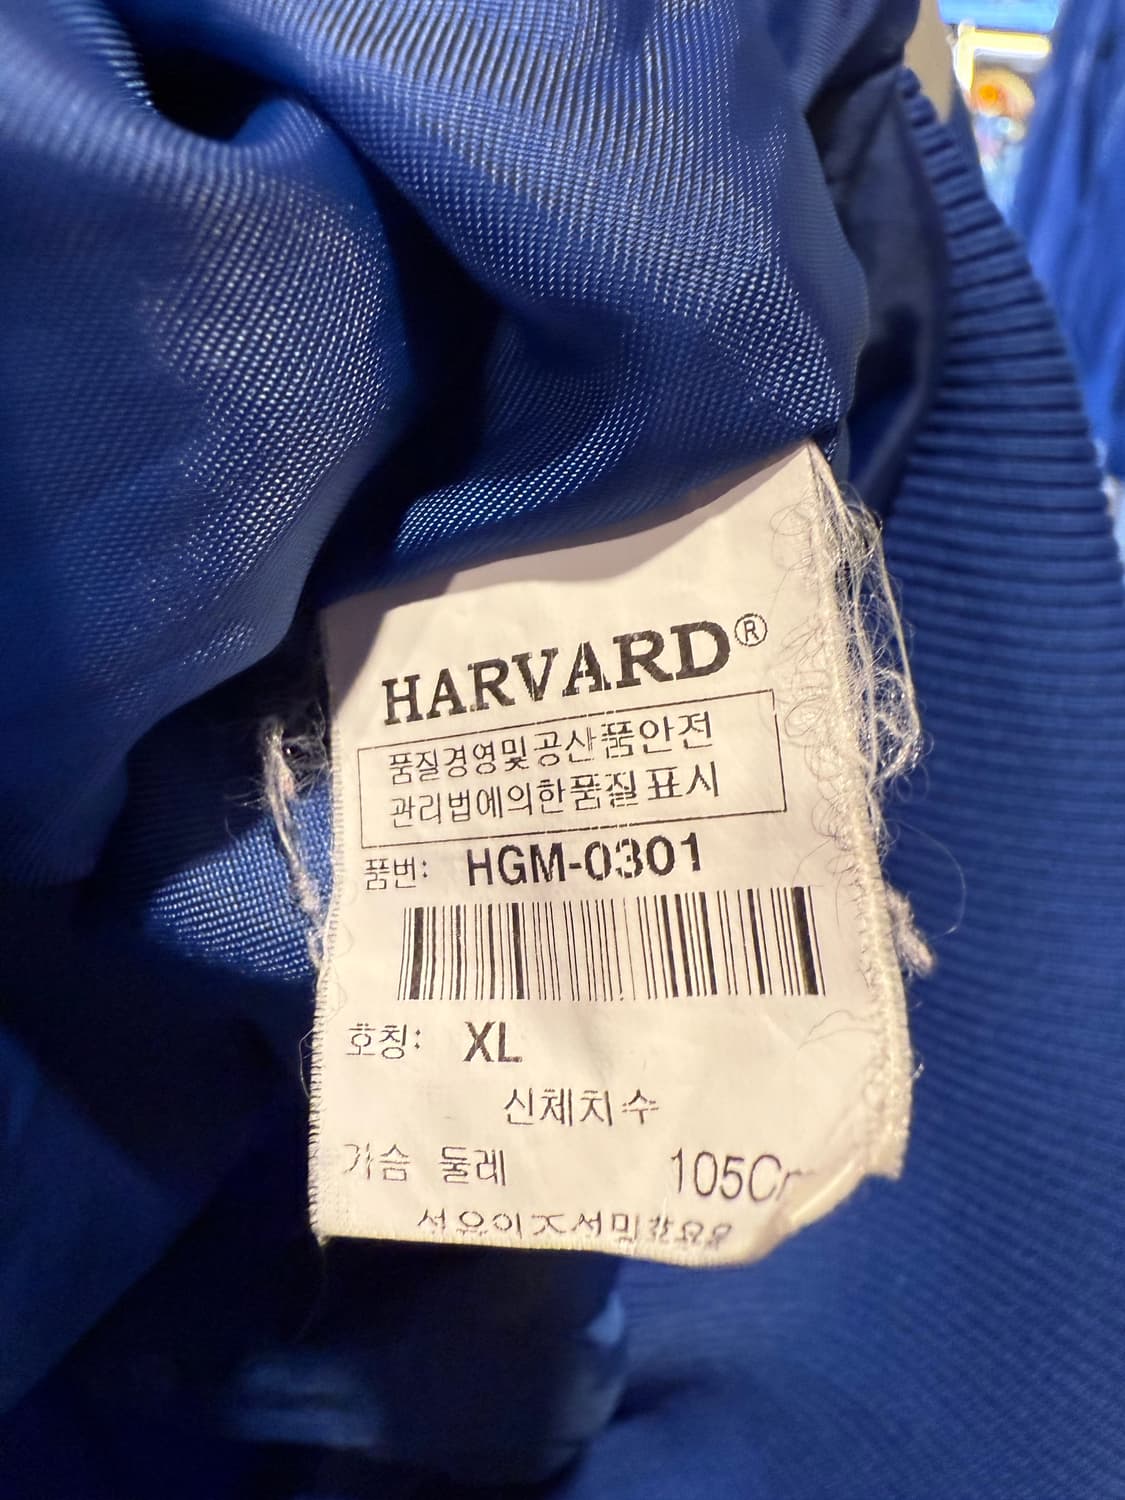 HARVARD®
품질경영및공산품안전
관리법에의한품질표시
품번: HGM-0301
호칭: XL
신체치수
가슴 둘레 105C